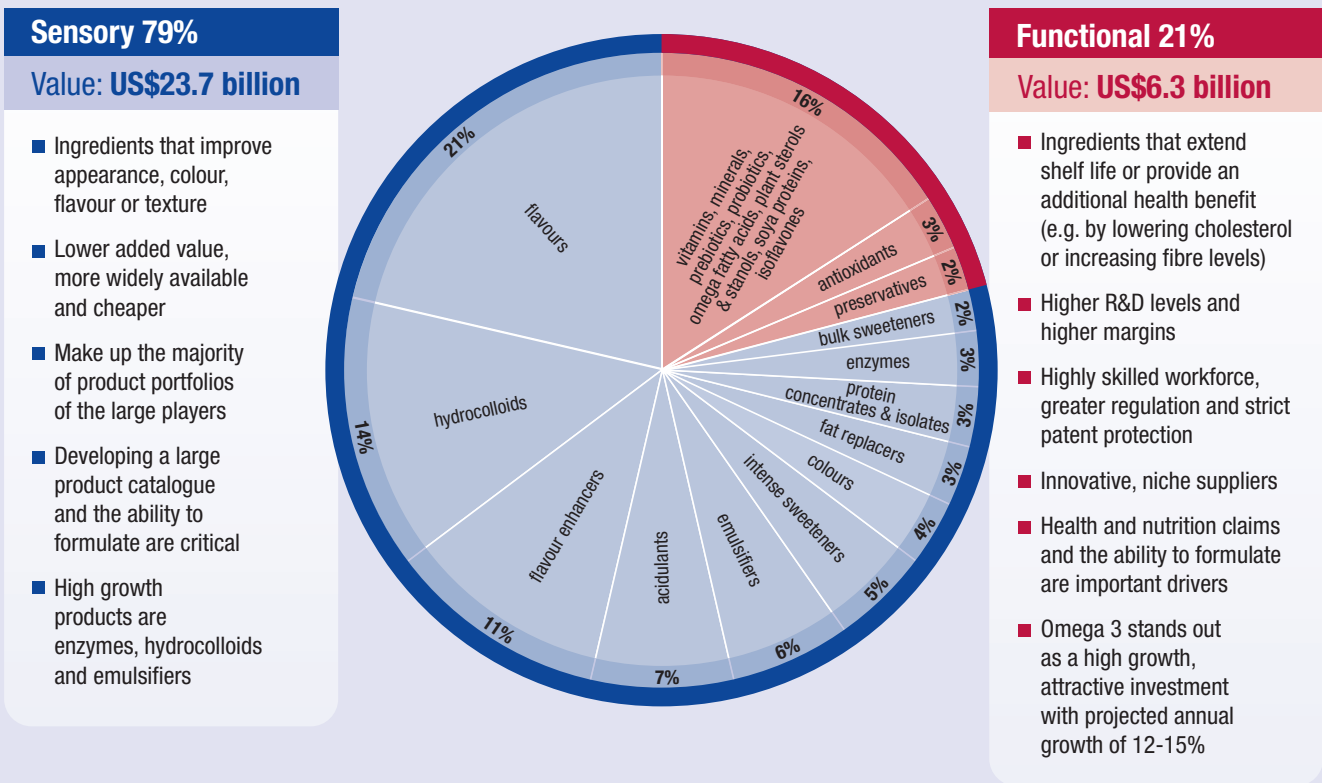 Sensory 79%
Value: US$23.7 billion
■ Ingredients that improve
appearance, colour,
flavour or texture
■ Lower added value,
more widely available
and cheaper
■ Make up the majority
of product portfolios
of the large players
■ Developing a large
product catalogue
and the ability to
formulate are critical
■ High growth
products are
enzymes, hydrocolloids
and emulsifiers
16%
vitamins, minerals,
prebiotics, probiotics,
omega fatty acids, plant sterols
& stanols, soya proteins,
isoflavones
3%
antioxidants
2%
preservatives
2%
bulk sweeteners
3%
enzymes
3%
protein
concentrates & isolates
3%
fat replacers
4%
colours
5%
intense sweeteners
6%
emulsifiers
7%
acidulants
11%
flavour enhancers
14%
hydrocolloids
21%
flavours
Functional 21%
Value: US$6.3 billion
■ Ingredients that extend
shelf life or provide an
additional health benefit
(e.g. by lowering cholesterol
or increasing fibre levels)
■ Higher R&D levels and
higher margins
■ Highly skilled workforce,
greater regulation and strict
patent protection
■ Innovative, niche suppliers
■ Health and nutrition claims
and the ability to formulate
are important drivers
■ Omega 3 stands out
as a high growth,
attractive investment
with projected annual
growth of 12-15%